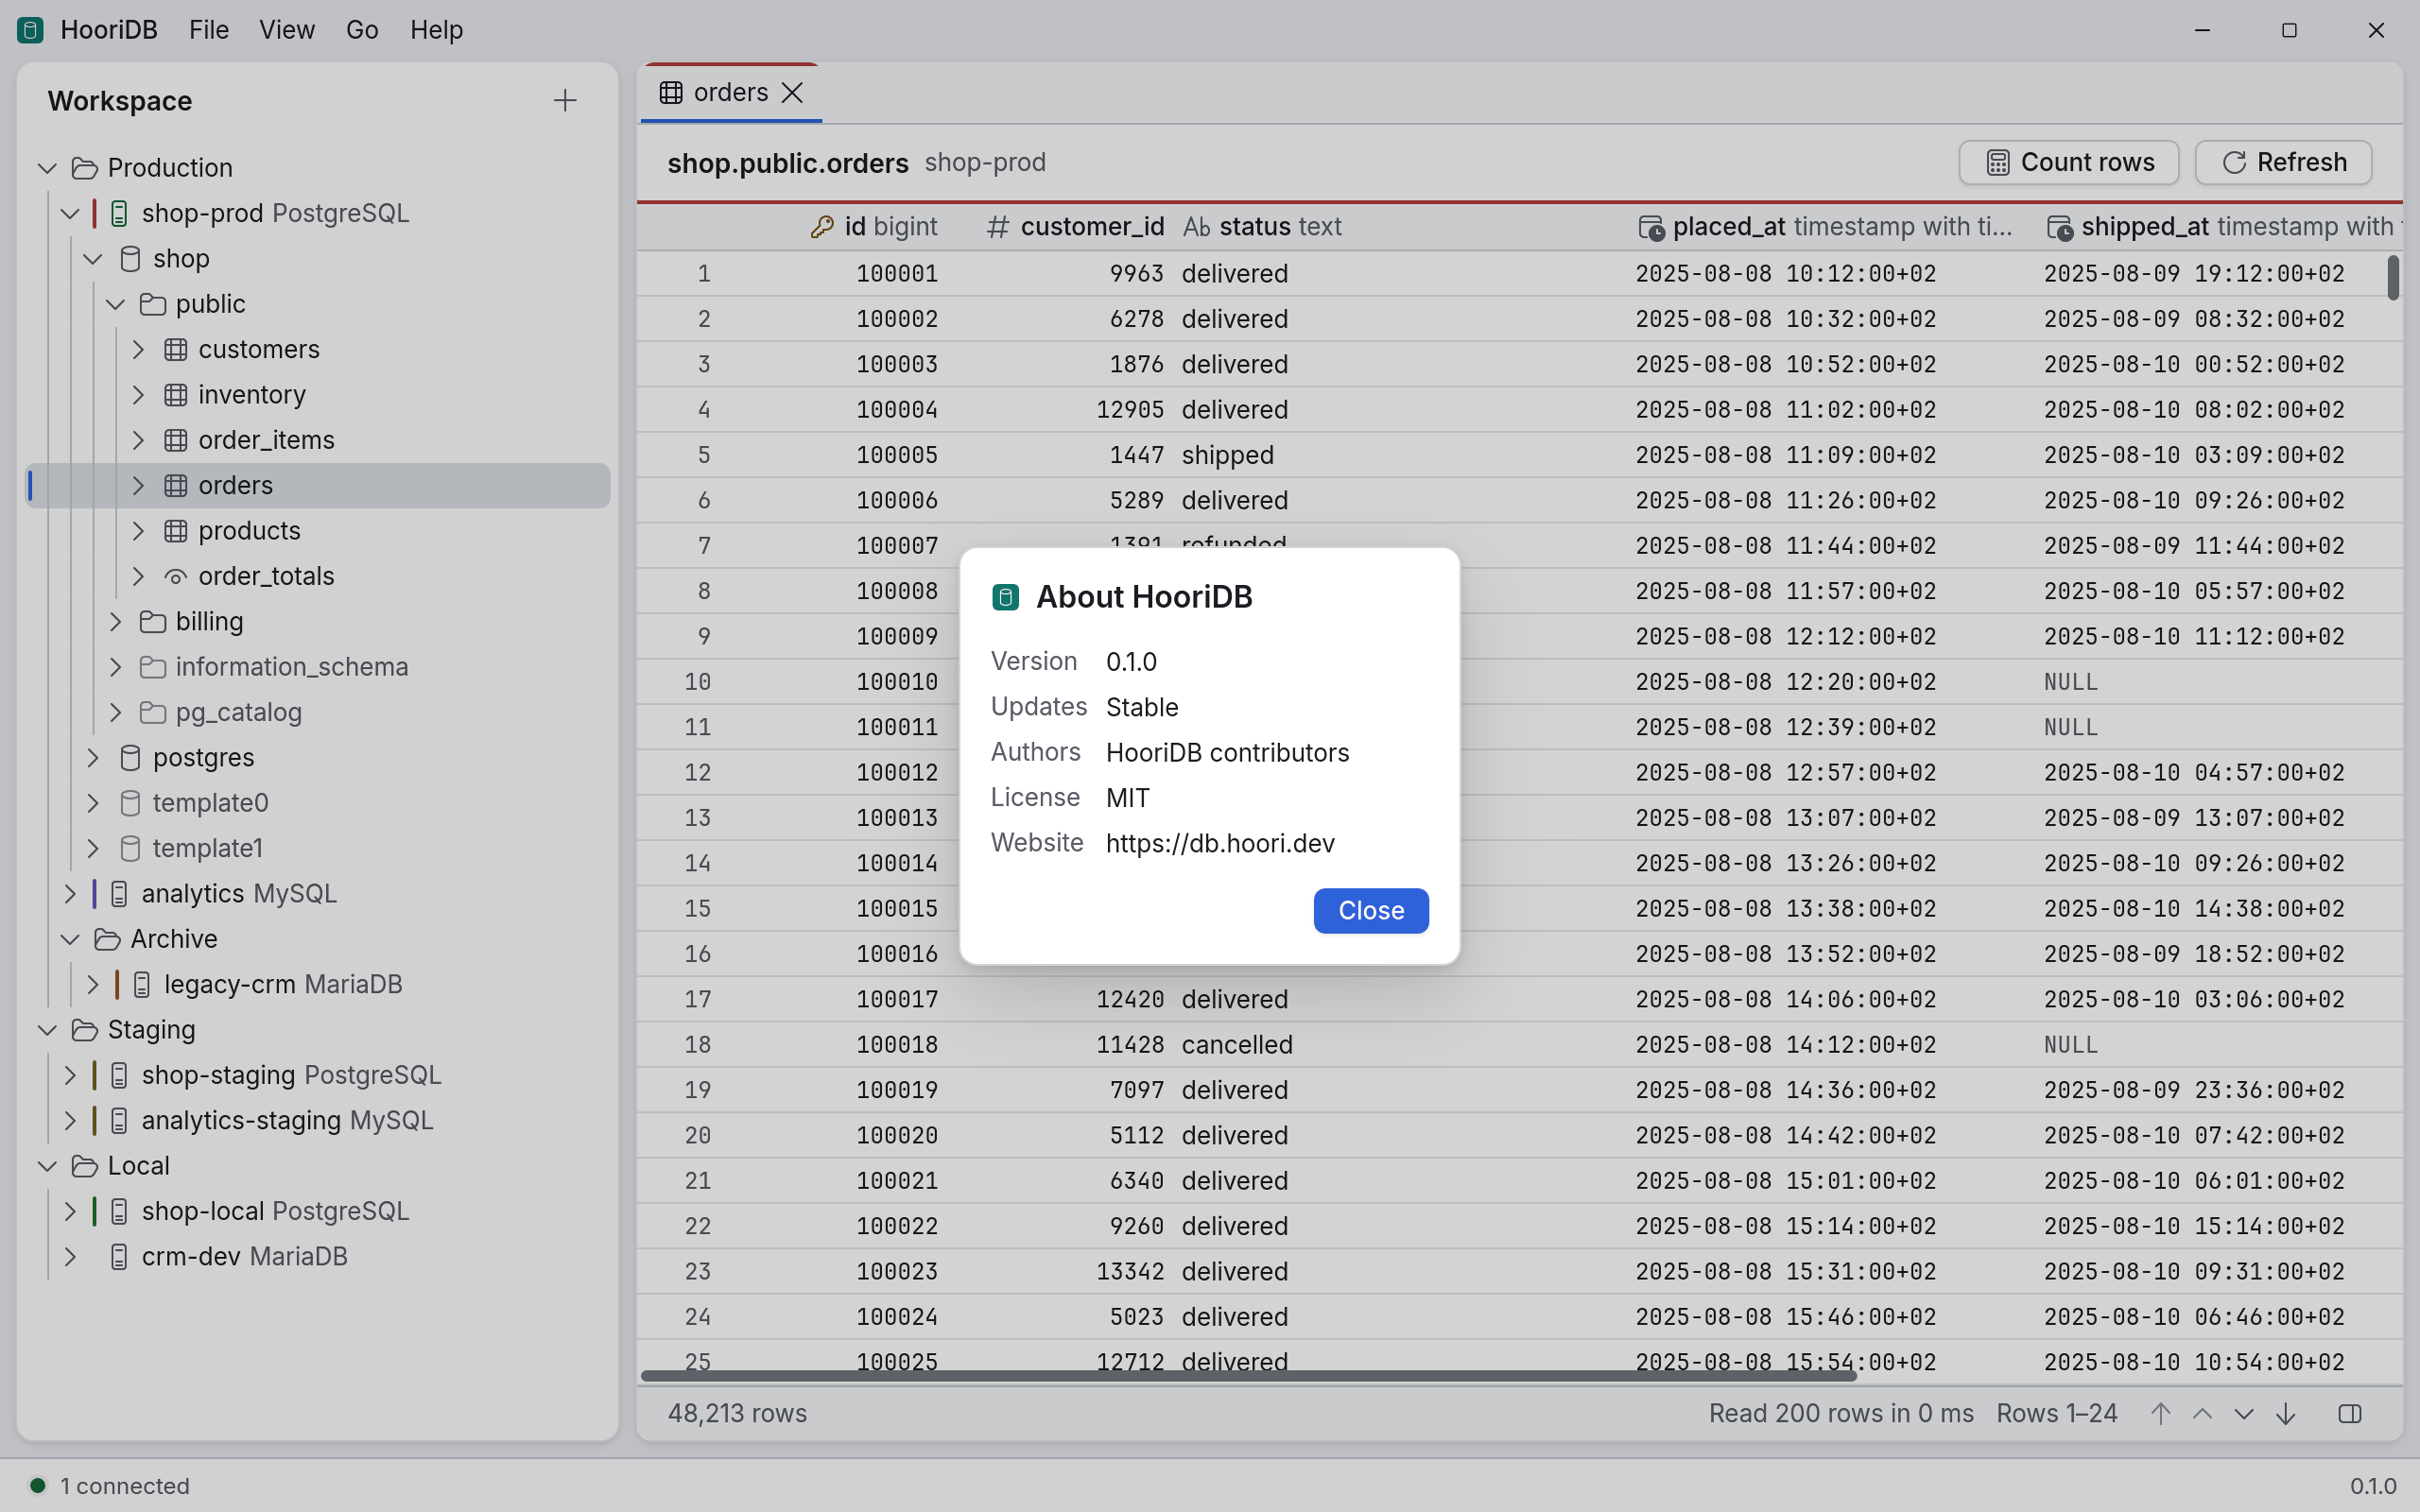 HooriDB File View Go Help
Workspace
Production
shop-prod PostgreSQL
shop
public
customers
inventory
order_items
orders
products
order_totals
billing
information_schema
pg_catalog
postgres
template0
template1
analytics MySQL
Archive
legacy-crm MariaDB
Staging
shop-staging PostgreSQL
analytics-staging MySQL
Local
shop-local PostgreSQL
crm-dev MariaDB
orders
shop.public.orders shop-prod Count rows Refresh
id bigint # customer_id Ab status text placed_at timestamp with ti... shipped_at timestamp with
1 100001 9963 delivered 2025-08-08 10:12:00+02 2025-08-09 19:12:00+02
2 100002 6278 delivered 2025-08-08 10:32:00+02 2025-08-09 08:32:00+02
3 100003 1876 delivered 2025-08-08 10:52:00+02 2025-08-10 00:52:00+02
4 100004 12905 delivered 2025-08-08 11:02:00+02 2025-08-10 08:02:00+02
5 100005 1447 shipped 2025-08-08 11:09:00+02 2025-08-10 03:09:00+02
6 100006 5289 delivered 2025-08-08 11:26:00+02 2025-08-10 09:26:00+02
7 100007 1391 refunded 2025-08-08 11:44:00+02 2025-08-09 11:44:00+02
8 100008 2025-08-08 11:57:00+02 2025-08-10 05:57:00+02
9 100009 2025-08-08 12:12:00+02 2025-08-10 11:12:00+02
10 100010 2025-08-08 12:20:00+02 NULL
11 100011 2025-08-08 12:39:00+02 NULL
12 100012 2025-08-08 12:57:00+02 2025-08-10 04:57:00+02
13 100013 2025-08-08 13:07:00+02 2025-08-09 13:07:00+02
14 100014 2025-08-08 13:26:00+02 2025-08-10 09:26:00+02
15 100015 2025-08-08 13:38:00+02 2025-08-10 14:38:00+02
16 100016 2025-08-08 13:52:00+02 2025-08-09 18:52:00+02
17 100017 12420 delivered 2025-08-08 14:06:00+02 2025-08-10 03:06:00+02
18 100018 11428 cancelled 2025-08-08 14:12:00+02 NULL
19 100019 7097 delivered 2025-08-08 14:36:00+02 2025-08-09 23:36:00+02
20 100020 5112 delivered 2025-08-08 14:42:00+02 2025-08-10 07:42:00+02
21 100021 6340 delivered 2025-08-08 15:01:00+02 2025-08-10 06:01:00+02
22 100022 9260 delivered 2025-08-08 15:14:00+02 2025-08-10 15:14:00+02
23 100023 13342 delivered 2025-08-08 15:31:00+02 2025-08-10 09:31:00+02
24 100024 5023 delivered 2025-08-08 15:46:00+02 2025-08-10 06:46:00+02
25 100025 12712 delivered 2025-08-08 15:54:00+02 2025-08-10 10:54:00+02
About HooriDB
Version 0.1.0
Updates Stable
Authors HooriDB contributors
License MIT
Website https://db.hoori.dev
Close
48,213 rows Read 200 rows in 0 ms Rows 1–24
1 connected 0.1.0